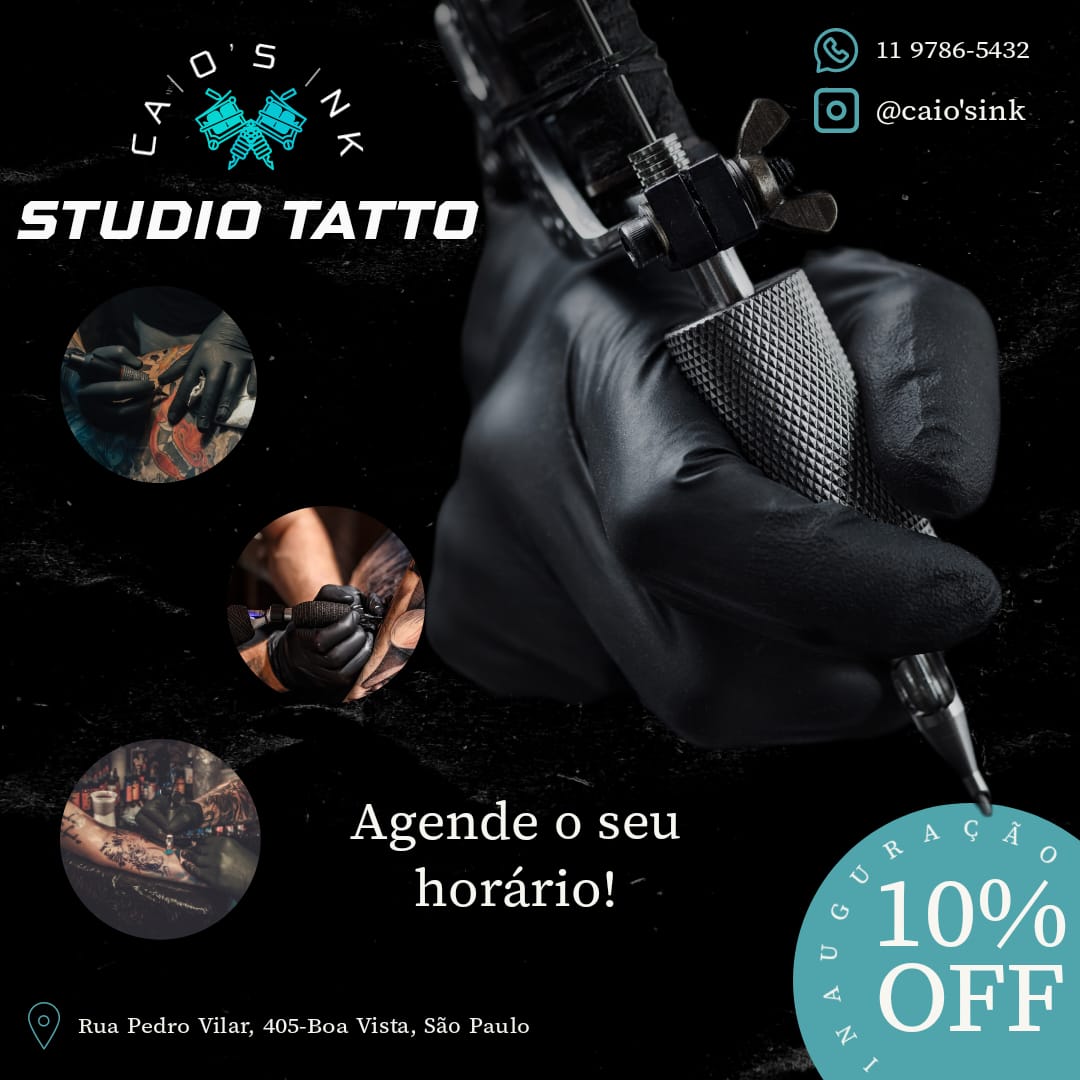 CAIO'S INK
STUDIO TATTO
11 9786-5432
@caio'sink
Agende o seu
horário!
INAUGURAÇÃO
10%
OFF
Rua Pedro Vilar, 405-Boa Vista, São Paulo